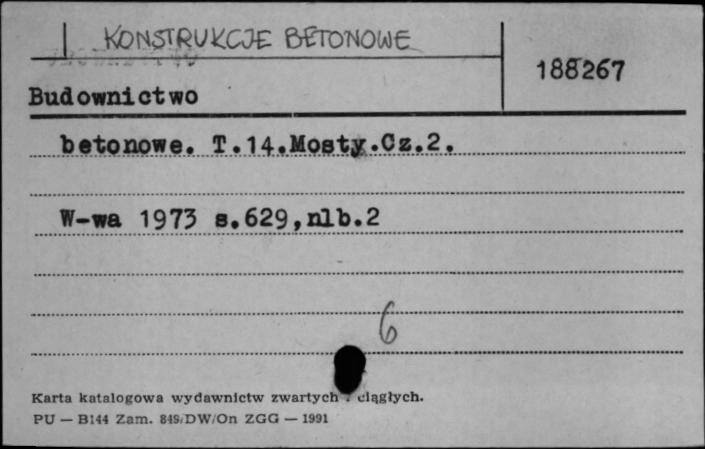 KONSTRUKCJE BETONOWE
188267
Budownictwo
betonowe. T.14.Mosty.Cz.2.
W-wa 1973 s.629,nlb.2
6
Karta katalogowa wydawnictw zwartych ciągłych.
PU — B144 Zam. 849/DW/On ZGG — 1991